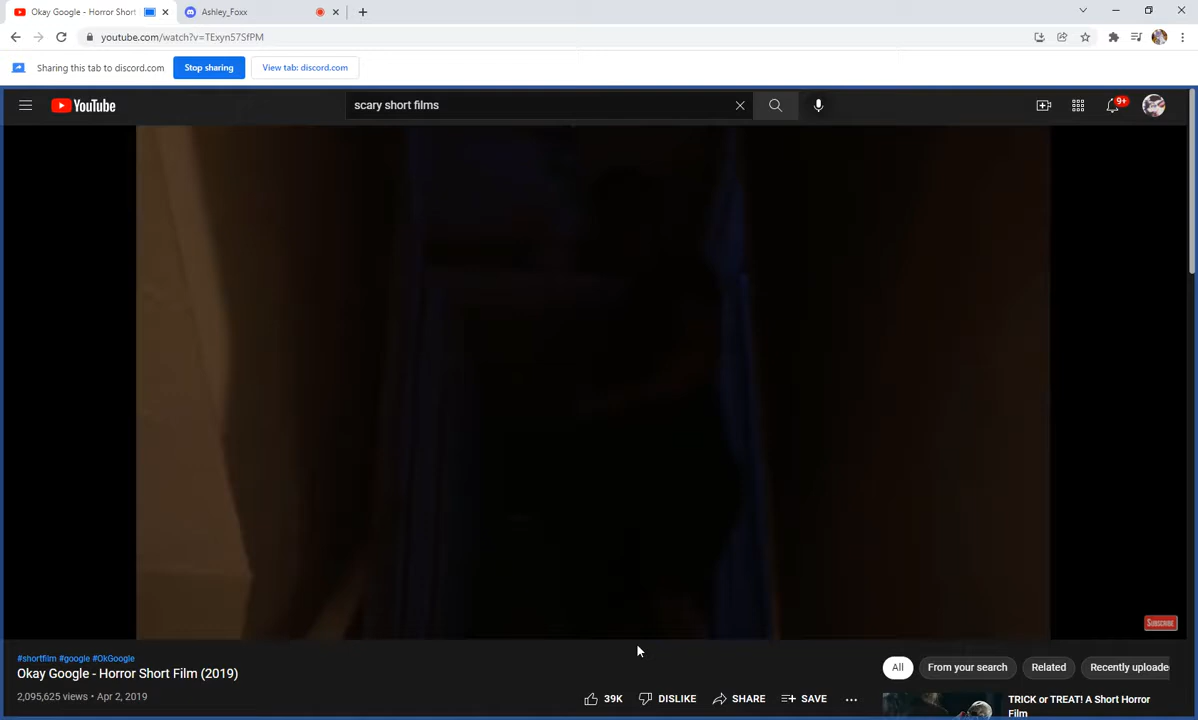 Okay Google - Horror Short
Ashley_Foxx
youtube.com/watch?v=TExyn57SfPM
Sharing this tab to discord.com
Stop sharing
View tab: discord.com
YouTube
scary short films
9+
SUBSCRIBE
#shortfilm #google #OkGoogle
Okay Google - Horror Short Film (2019)
2,095,625 views • Apr 2, 2019
39K
DISLIKE
SHARE
SAVE
All
From your search
Related
Recently uploade
TRICK or TREAT! A Short Horror
Film